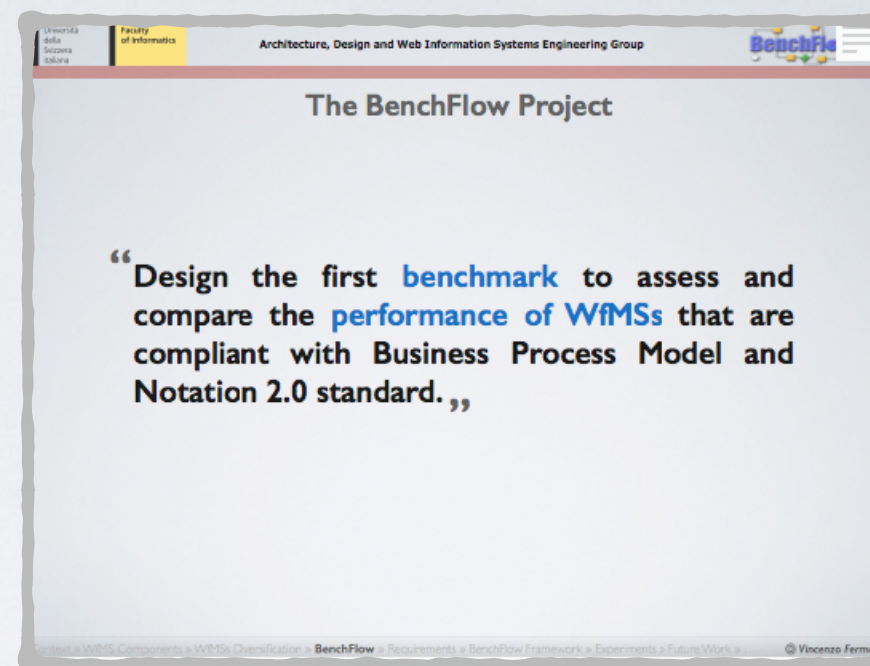 Università
della
Svizzera
italiana
Faculty
of Informatics
Architecture, Design and Web Information Systems Engineering Group
The BenchFlow Project
“Design the first benchmark to assess and
compare the performance of WfMSs that are
compliant with Business Process Model and
Notation 2.0 standard.„
» WfMS Components » WfMSs Diversification » BenchFlow » Requirements » BenchFlow Framework » Experiments » Future Work » ......
© Vincenzo